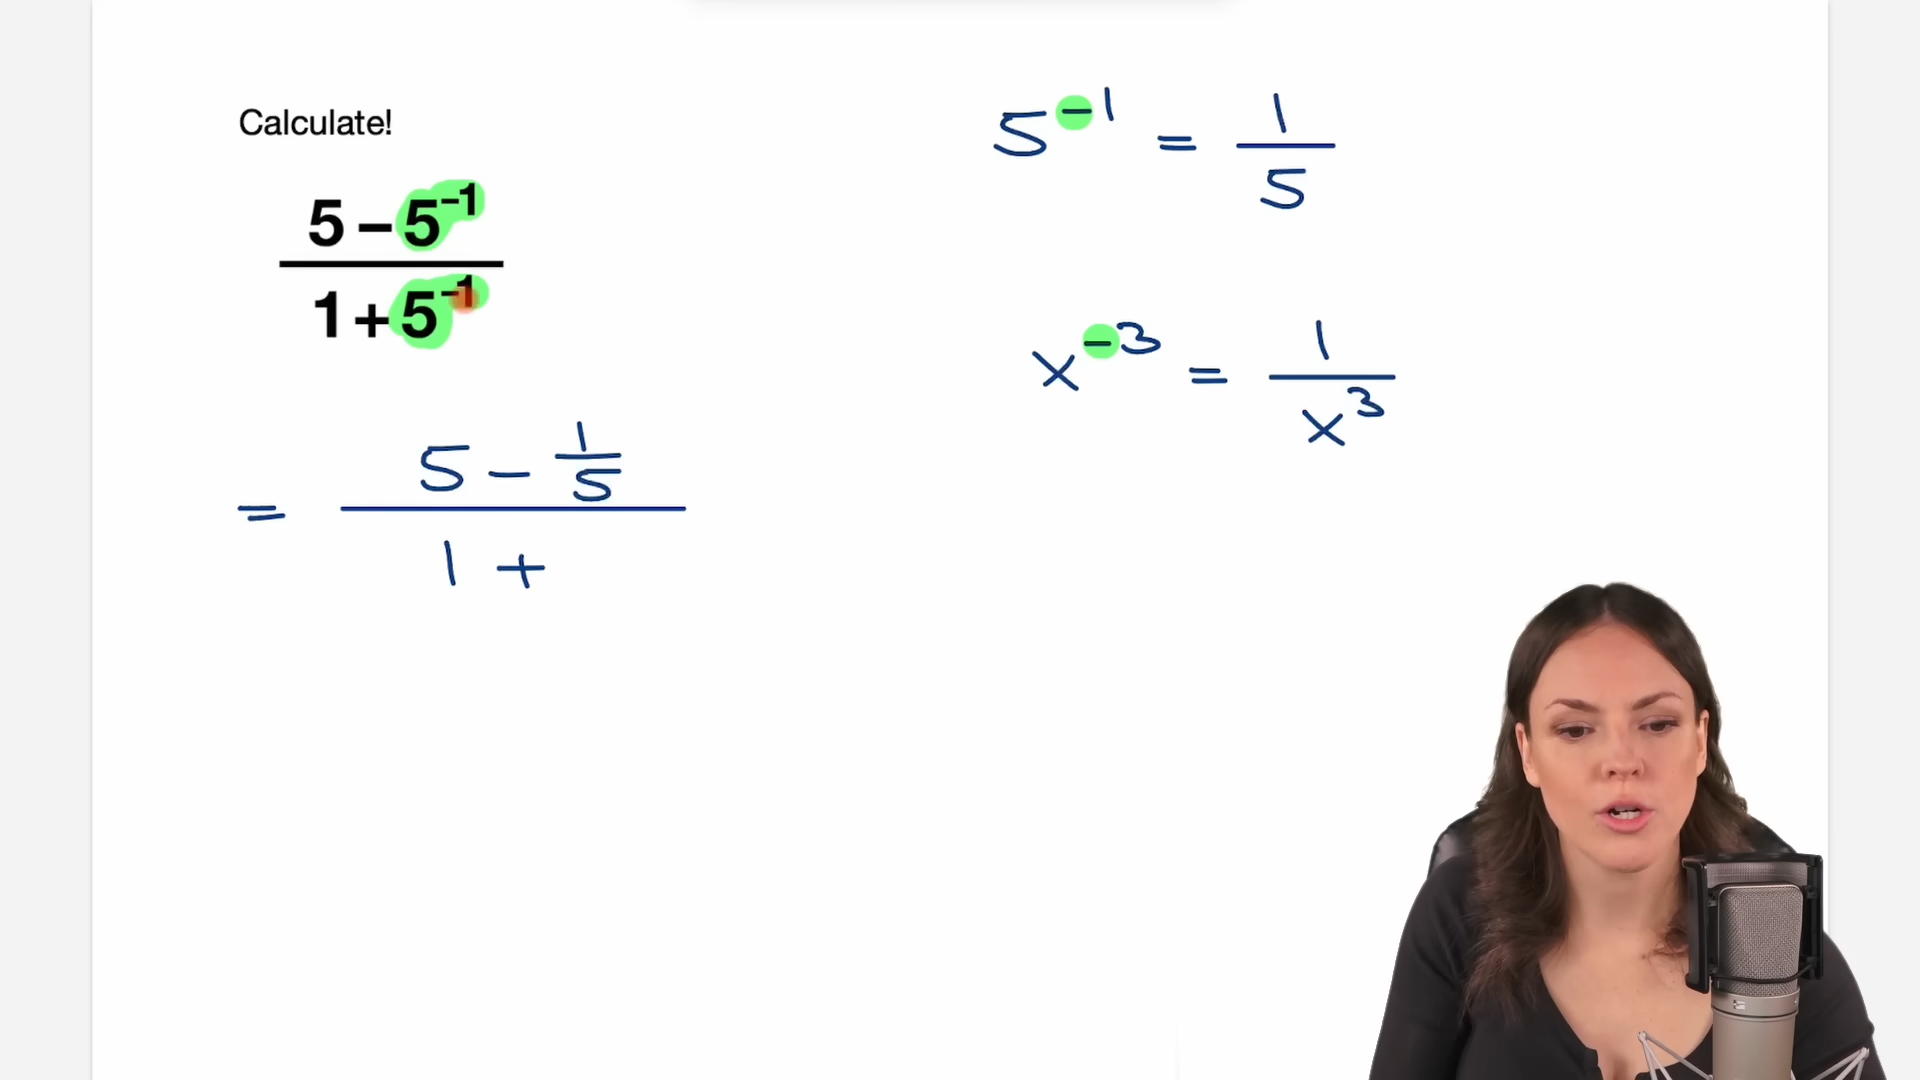 Calculate!
5 − 5⁻¹
1 + 5⁻¹
= 5 − 1/5
1 +
5⁻¹ = 1/5
x⁻³ = 1/x³